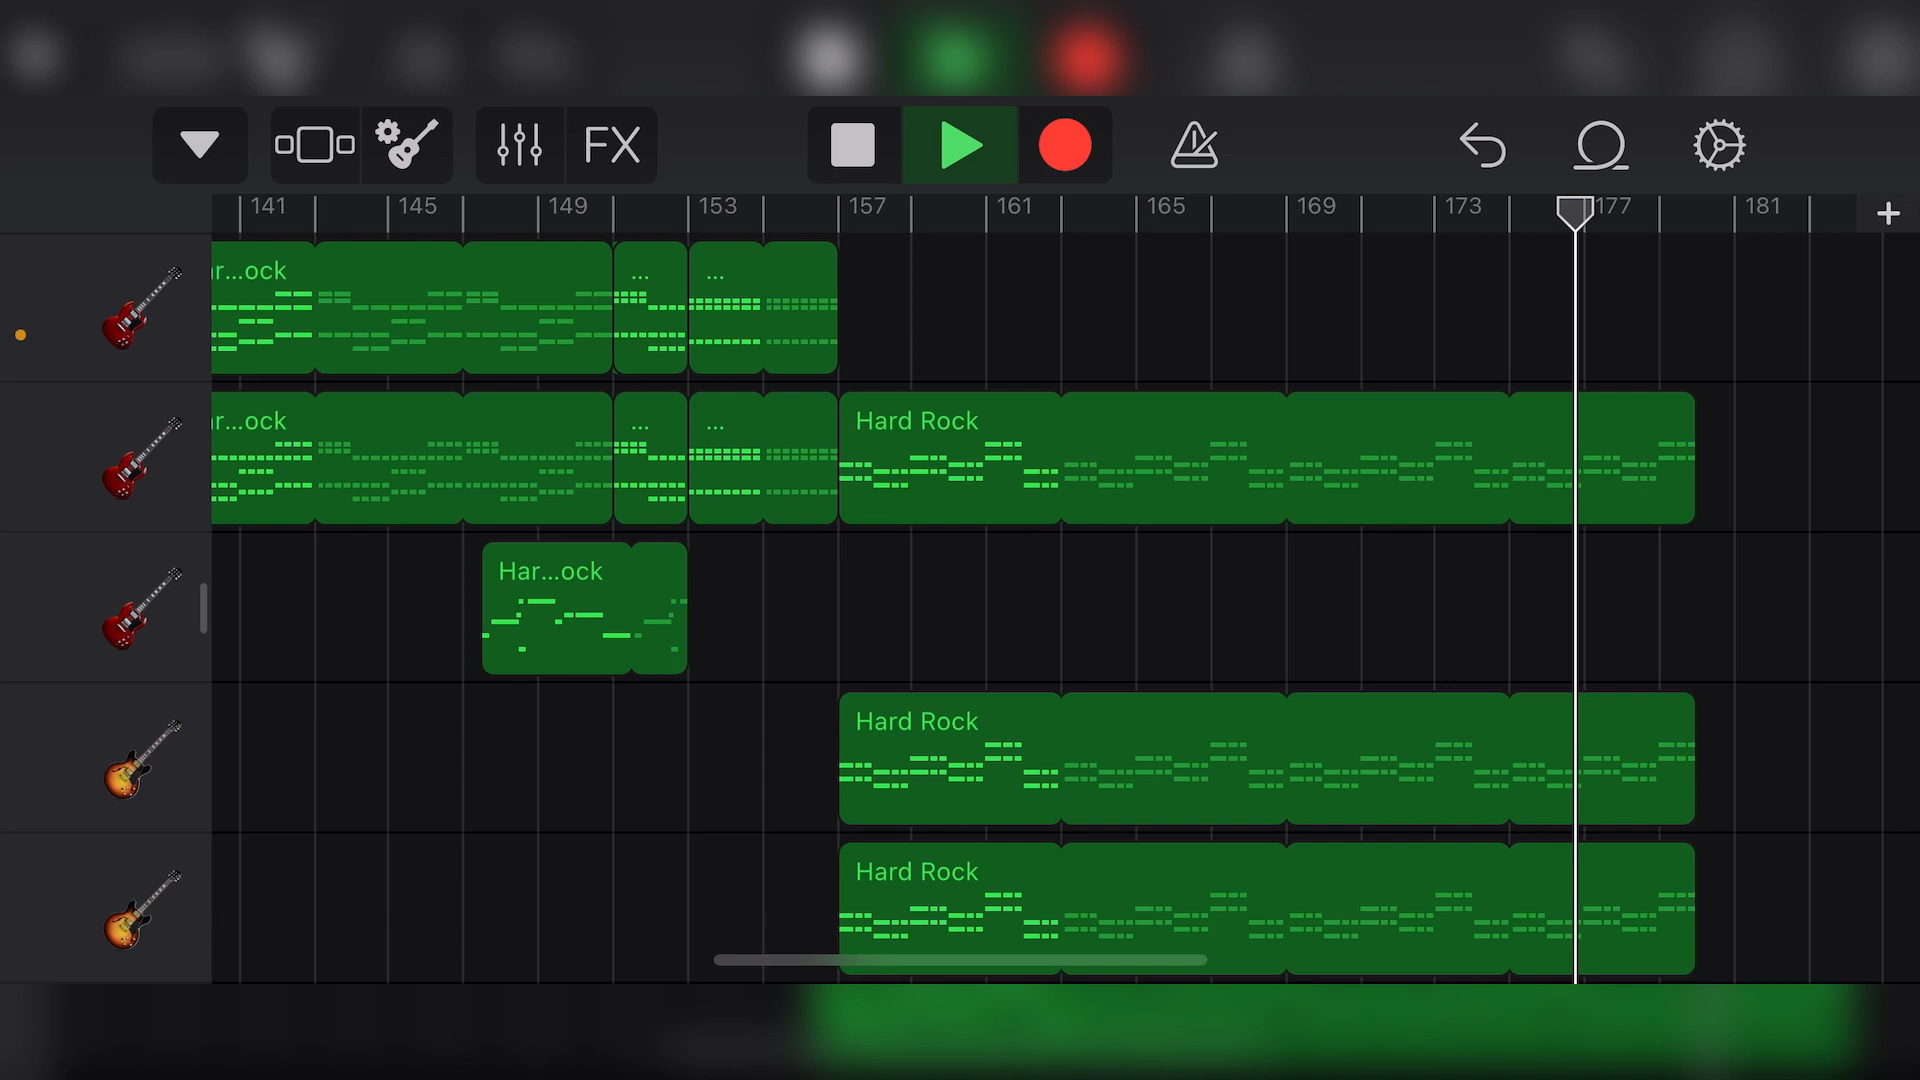 FX
141 145 149 153 157 161 165 169 173 177 181
r...ock ... ...
r...ock ... ... Hard Rock
Har...ock
Hard Rock
Hard Rock